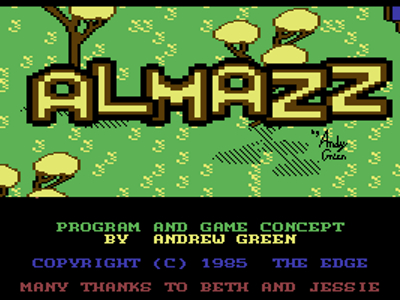 ALMAZZ
by
Andy
Green
PROGRAM AND GAME CONCEPT
BY ANDREW GREEN
COPYRIGHT (C) 1985 THE EDGE
MANY THANKS TO BETH AND JESSIE